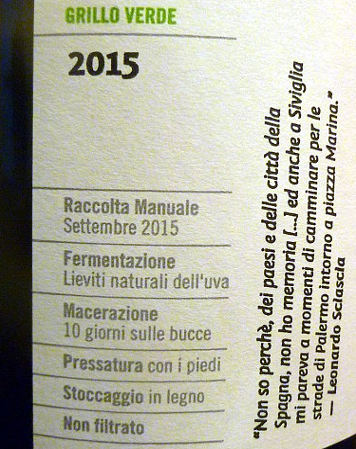 GRILLO VERDE
2015
Raccolta Manuale
Settembre 2015
Fermentazione
Lieviti naturali dell'uva
Macerazione
10 giorni sulle bucce
Pressatura con i piedi
Stoccaggio in legno
Non filtrato
“Non so perchè, dei paesi e delle città della
Spagna, non ho memoria [...] ed anche a Siviglia
mi pareva a momenti di camminare per le
strade di Palermo intorno a piazza Marina.”
— Leonardo Sclascia